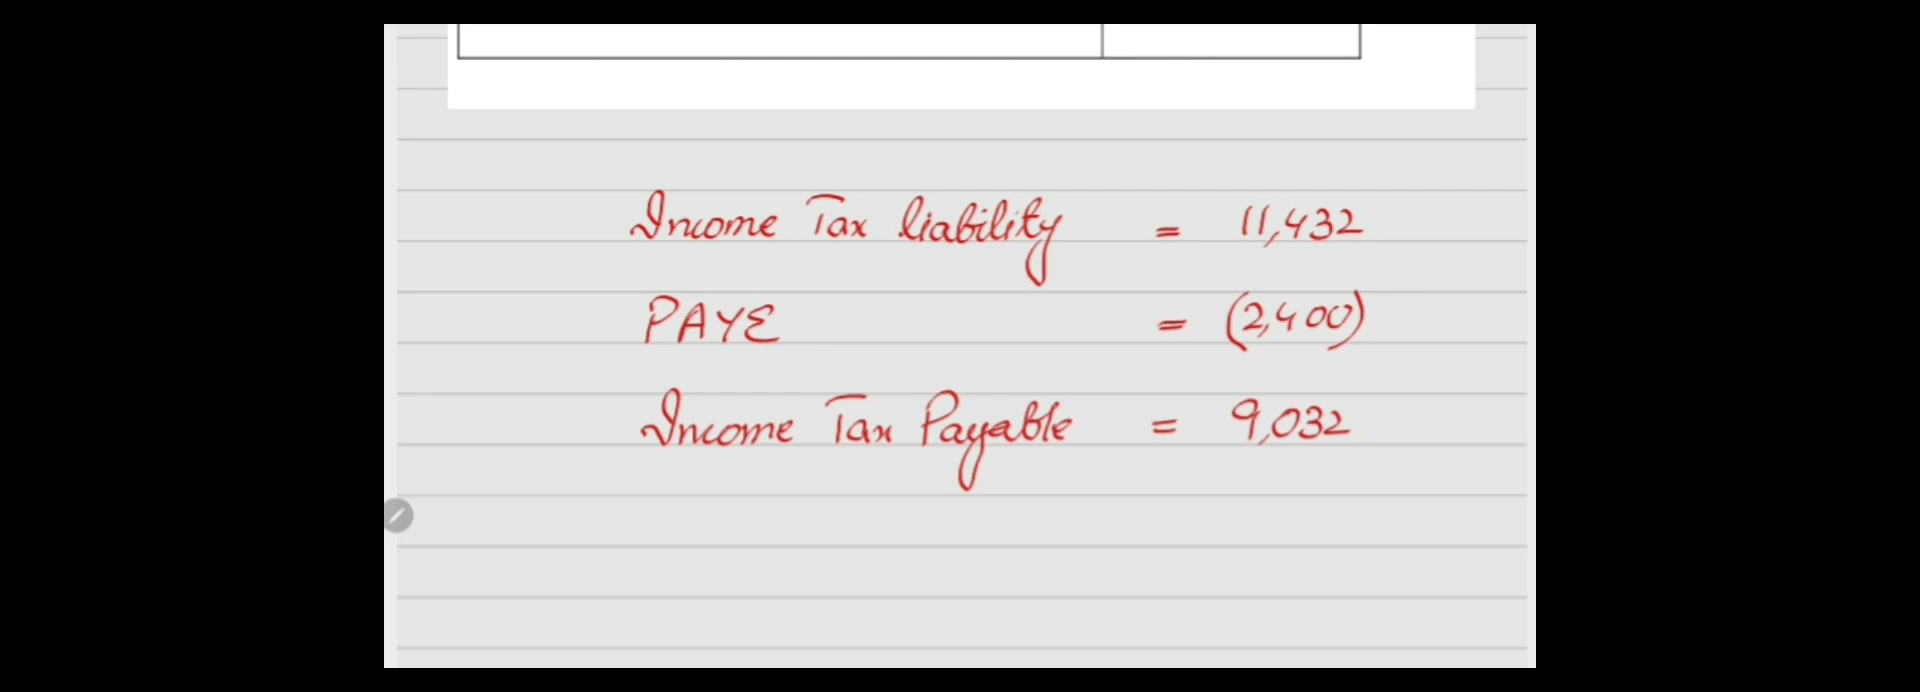 Income Tax liability = 11,432
PAYE = (2,400)
Income Tax Payable = 9,032